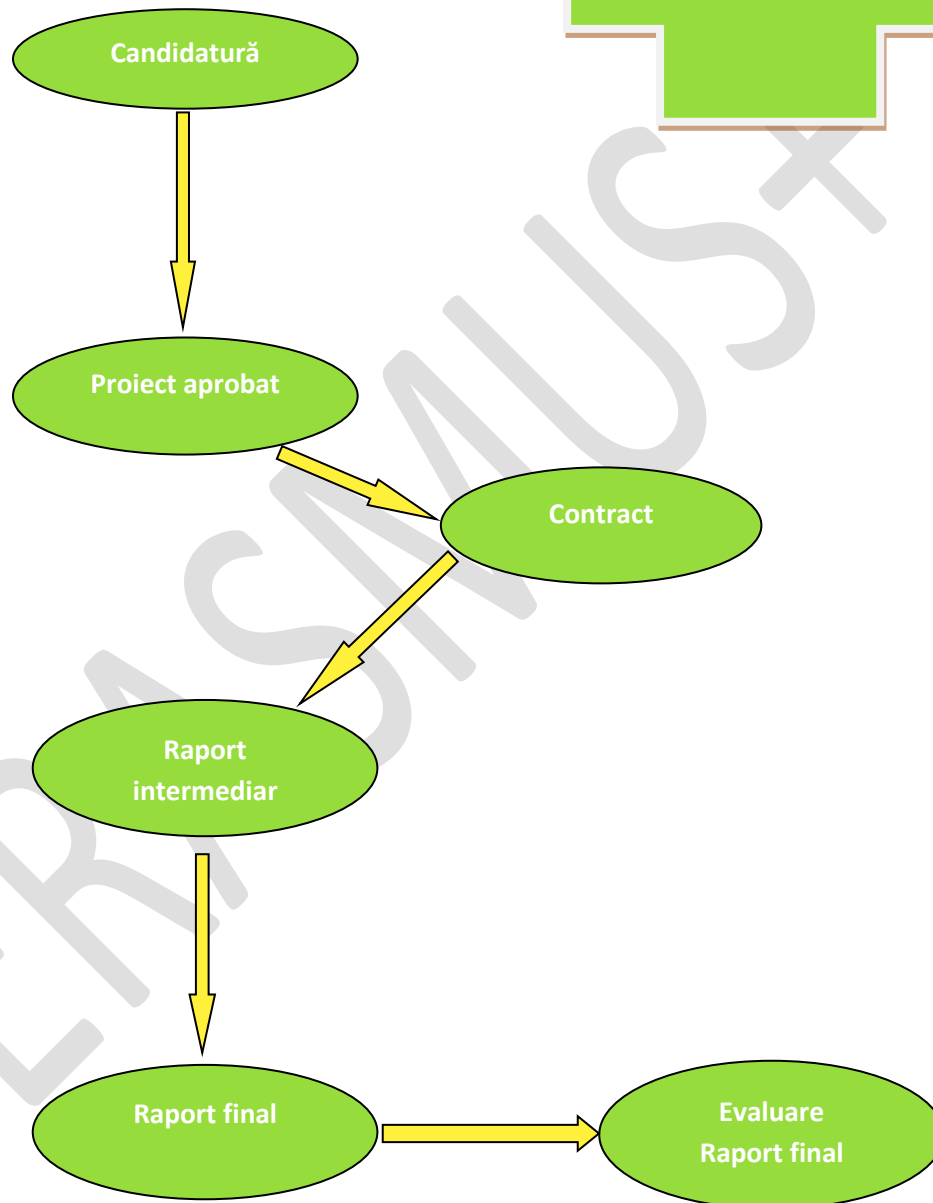 Candidatură
Proiect aprobat
Contract
Raport
intermediar
Raport final
Evaluare
Raport final
ERASMUS+